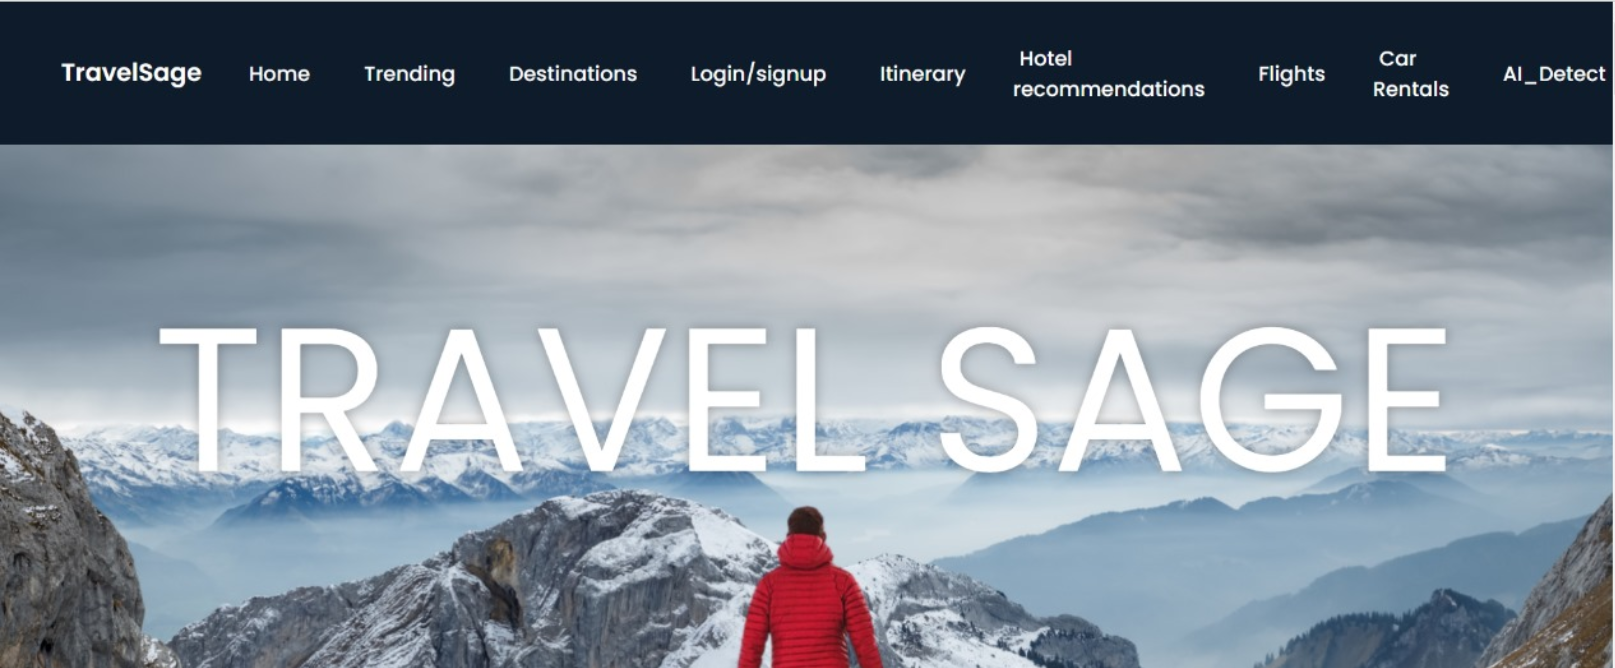 TravelSage Home Trending Destinations Login/signup Itinerary Hotel recommendations Flights Car Rentals AI_Detect
TRAVEL SAGE